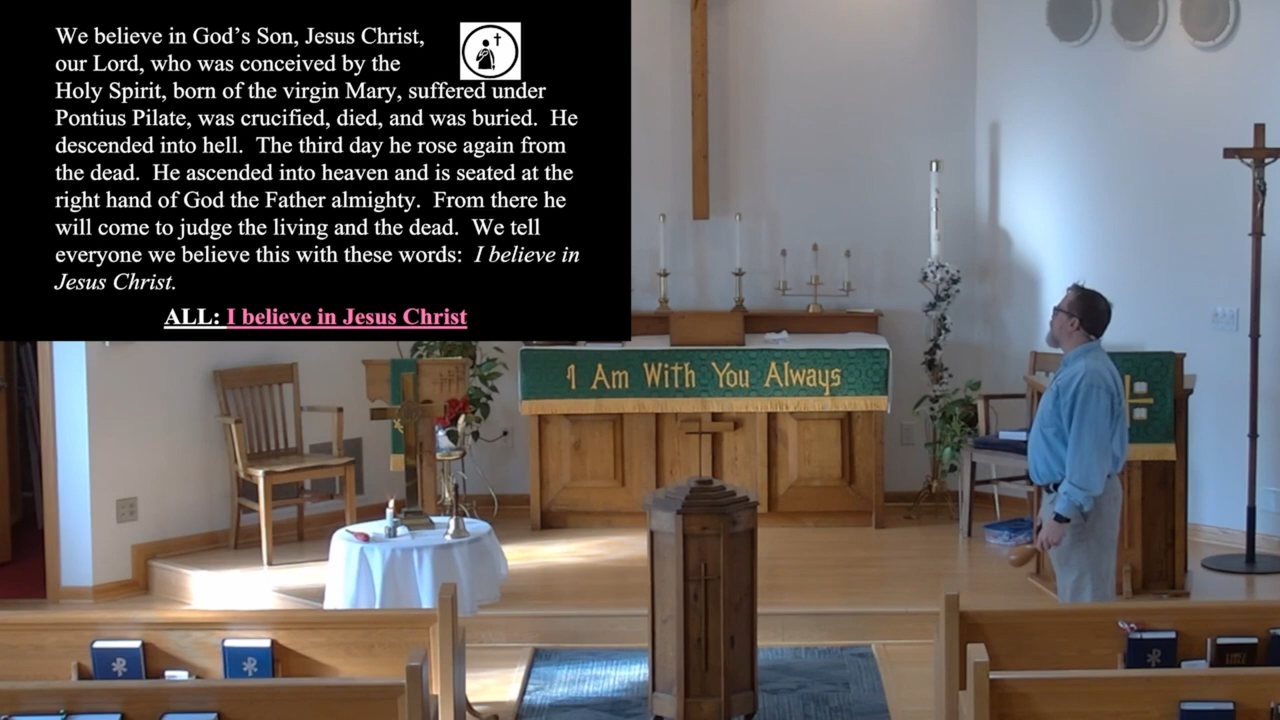 We believe in God’s Son, Jesus Christ,
our Lord, who was conceived by the
Holy Spirit, born of the virgin Mary, suffered under
Pontius Pilate, was crucified, died, and was buried.  He
descended into hell.  The third day he rose again from
the dead.  He ascended into heaven and is seated at the
right hand of God the Father almighty.  From there he
will come to judge the living and the dead.  We tell
everyone we believe this with these words:  I believe in
Jesus Christ.
ALL: I believe in Jesus Christ
I Am With You Always